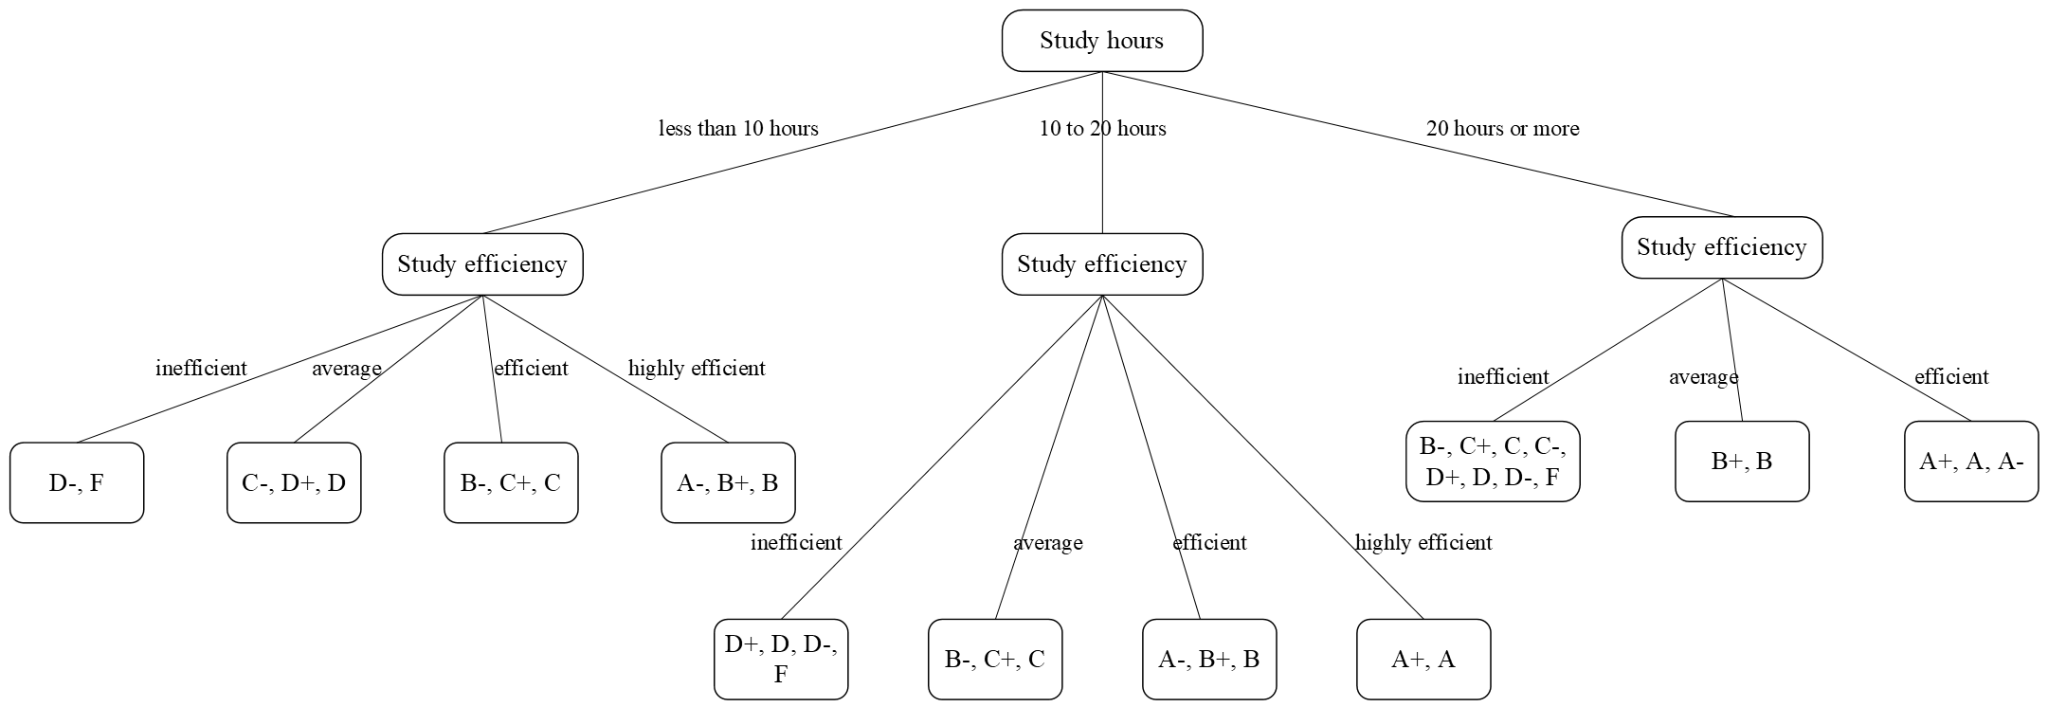 Study hours
less than 10 hours
10 to 20 hours
20 hours or more
Study efficiency
Study efficiency
Study efficiency
inefficient
average
efficient
highly efficient
inefficient
average
efficient
D-, F
C-, D+, D
B-, C+, C
A-, B+, B
B-, C+, C, C-,
D+, D, D-, F
B+, B
A+, A, A-
inefficient
average
efficient
highly efficient
D+, D, D-,
F
B-, C+, C
A-, B+, B
A+, A